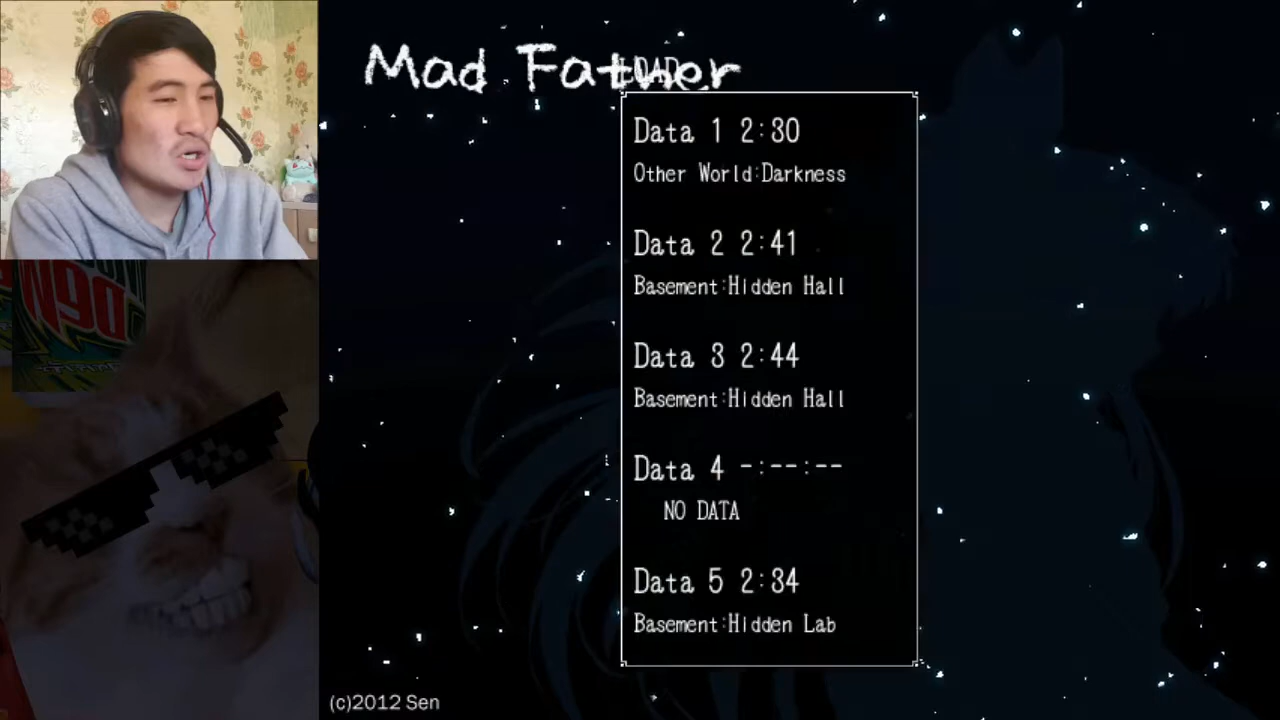 Mad Father
LOAD
Data 1 2:30
Other World:Darkness
Data 2 2:41
Basement:Hidden Hall
Data 3 2:44
Basement:Hidden Hall
Data 4 -:--:--
NO DATA
Data 5 2:34
Basement:Hidden Lab
(c)2012 Sen